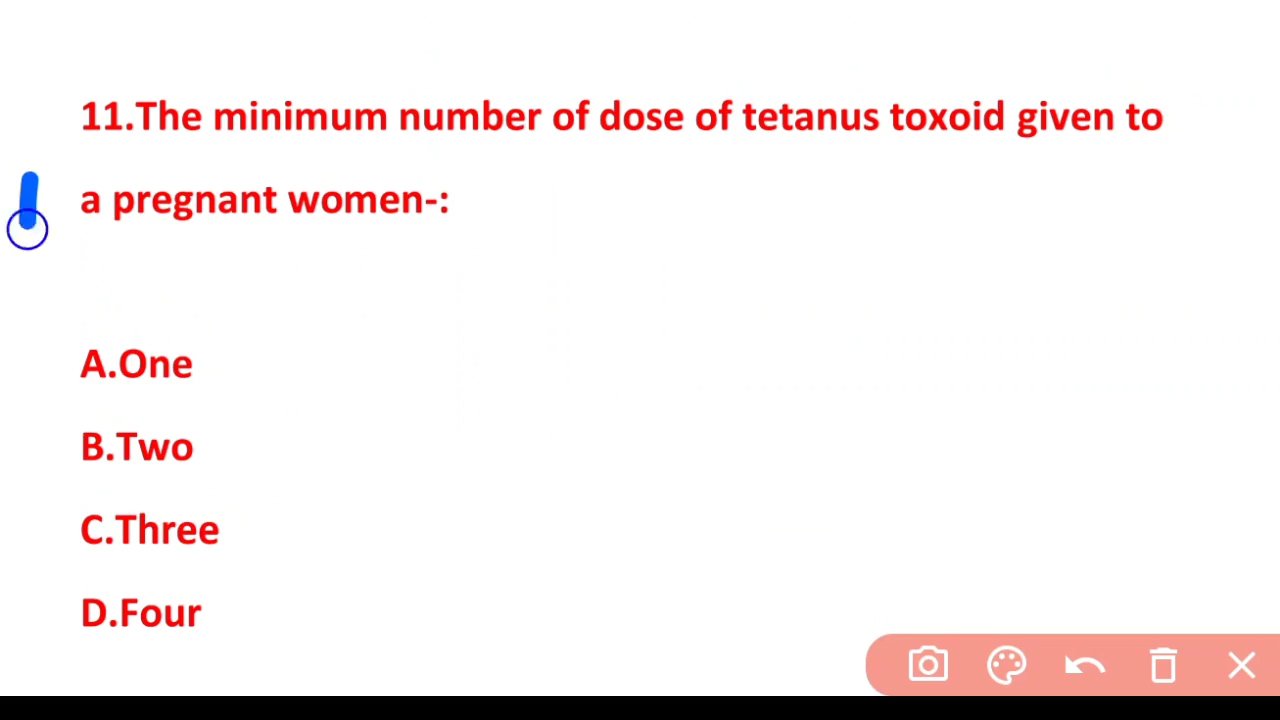 11.The minimum number of dose of tetanus toxoid given to
a pregnant women-:
A.One
B.Two
C.Three
D.Four